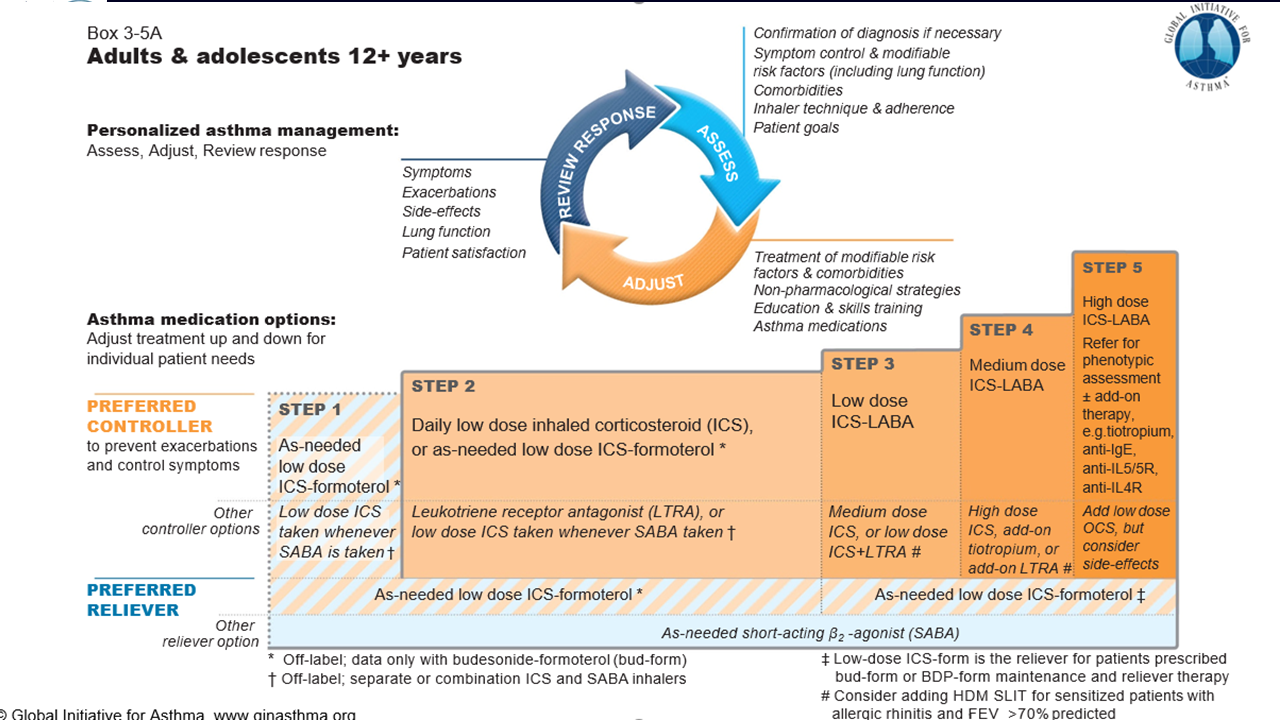 Box 3-5A
Adults & adolescents 12+ years
Personalized asthma management:
Assess, Adjust, Review response
Symptoms
Exacerbations
Side-effects
Lung function
Patient satisfaction
REVIEW RESPONSE
ASSESS
ADJUST
Confirmation of diagnosis if necessary
Symptom control & modifiable
risk factors (including lung function)
Comorbidities
Inhaler technique & adherence
Patient goals
GLOBAL INITIATIVE FOR
ASTHMA
Treatment of modifiable risk
factors & comorbidities
Non-pharmacological strategies
Education & skills training
Asthma medications
Asthma medication options:
Adjust treatment up and down for
individual patient needs
PREFERRED
CONTROLLER
to prevent exacerbations
and control symptoms
Other
controller options
PREFERRED
RELIEVER
Other
reliever option
STEP 1
As-needed
low dose
ICS-formoterol *
Low dose ICS
taken whenever
SABA is taken †
STEP 2
Daily low dose inhaled corticosteroid (ICS),
or as-needed low dose ICS-formoterol *
Leukotriene receptor antagonist (LTRA), or
low dose ICS taken whenever SABA taken †
STEP 3
Low dose
ICS-LABA
Medium dose
ICS, or low dose
ICS+LTRA #
STEP 4
Medium dose
ICS-LABA
High dose
ICS, add-on
tiotropium, or
add-on LTRA #
STEP 5
High dose
ICS-LABA
Refer for
phenotypic
assessment
± add-on
therapy,
e.g.tiotropium,
anti-IgE,
anti-IL5/5R,
anti-IL4R
Add low dose
OCS, but
consider
side-effects
As-needed low dose ICS-formoterol *
As-needed low dose ICS-formoterol ‡
As-needed short-acting β₂ -agonist (SABA)
* Off-label; data only with budesonide-formoterol (bud-form)
† Off-label; separate or combination ICS and SABA inhalers
‡ Low-dose ICS-form is the reliever for patients prescribed
bud-form or BDP-form maintenance and reliever therapy
# Consider adding HDM SLIT for sensitized patients with
allergic rhinitis and FEV >70% predicted
© Global Initiative for Asthma, www.ginasthma.org